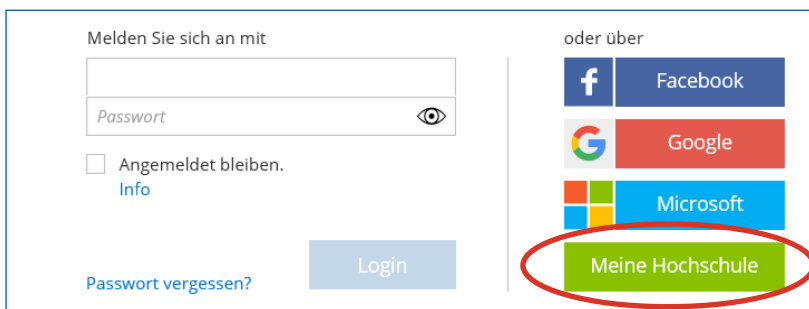 Melden Sie sich an mit
Passwort
Angemeldet bleiben.
Info
Passwort vergessen?
Login
oder über
Facebook
Google
Microsoft
Meine Hochschule